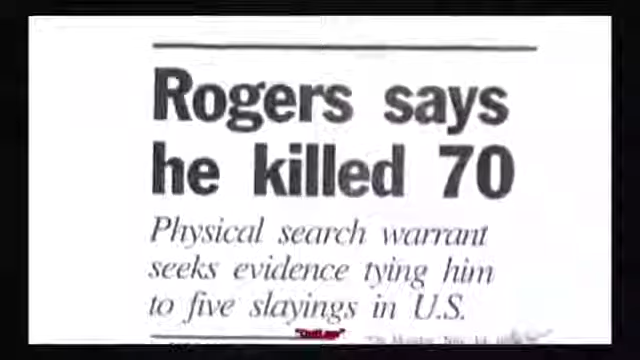 Rogers says
he killed 70
Physical search warrant
seeks evidence tying him
to five slayings in U.S.